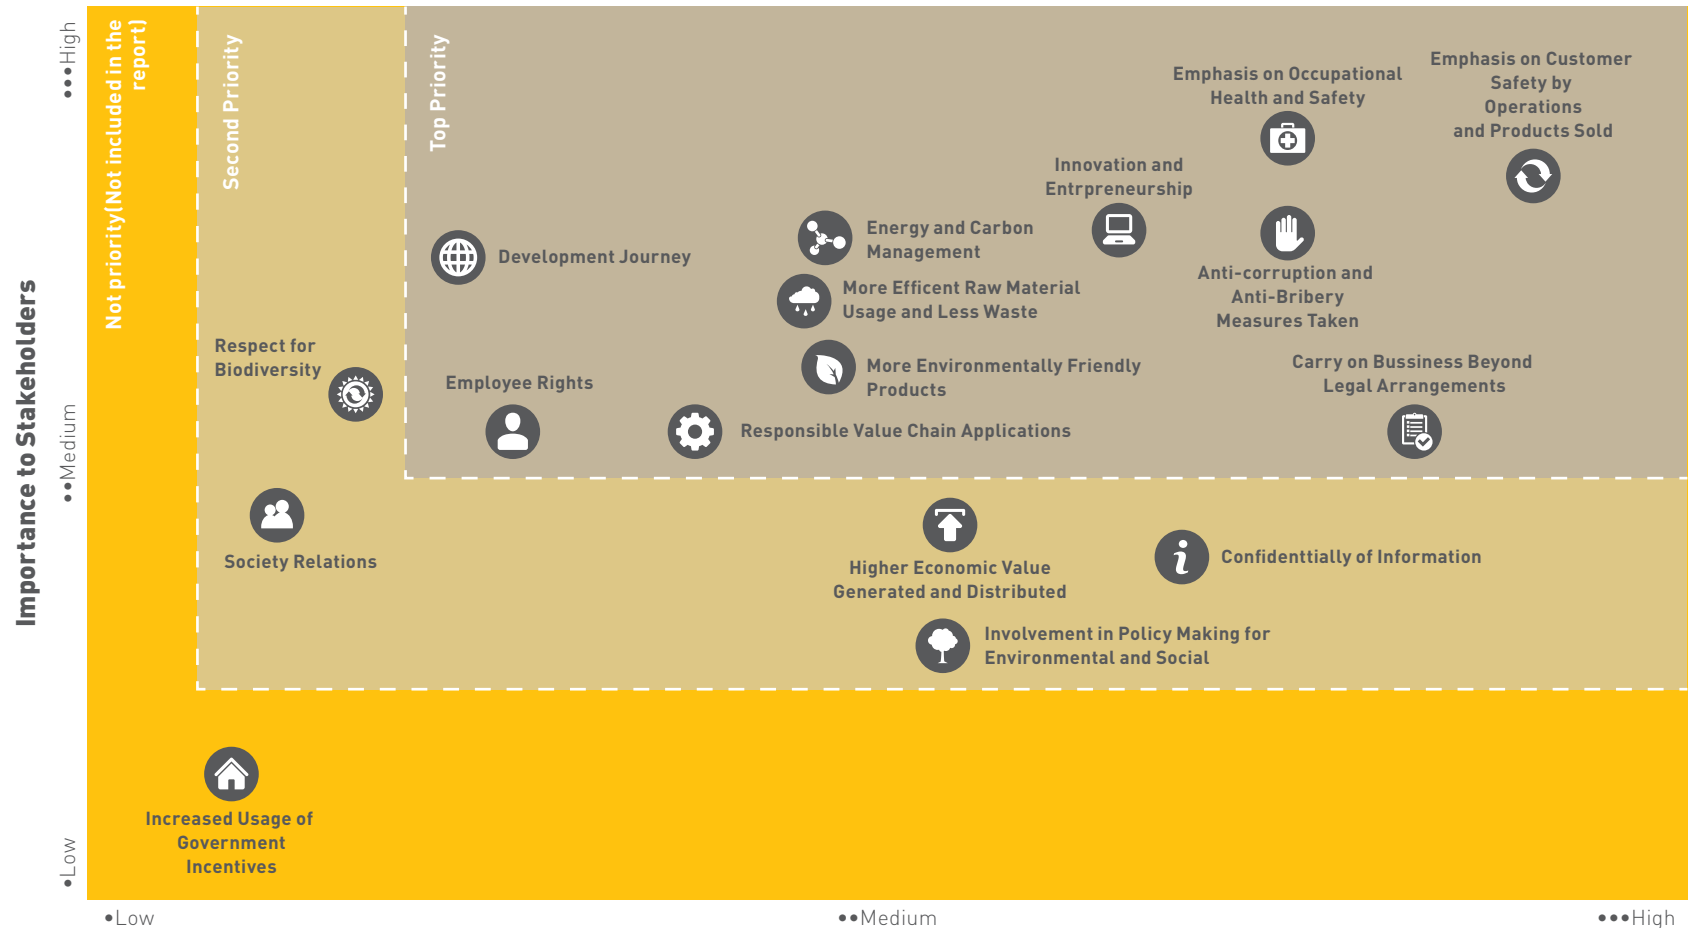 Importance to Stakeholders
•••High
••Medium
•Low
Not priority(Not included in the
report)
Second Priority
Top Priority
Emphasis on Occupational
Health and Safety
Emphasis on Customer
Safety by
Operations
and Products Sold
Innovation and
Entrpreneurship
Development Journey
Energy and Carbon
Management
Anti-corruption and
Anti-Bribery
Measures Taken
More Efficent Raw Material
Usage and Less Waste
Respect for
Biodiversity
Employee Rights
More Environmentally Friendly
Products
Carry on Bussiness Beyond
Legal Arrangements
Responsible Value Chain Applications
Society Relations
Higher Economic Value
Generated and Distributed
Confidenttially of Information
Involvement in Policy Making for
Environmental and Social
Increased Usage of
Government
Incentives
•Low
••Medium
•••High